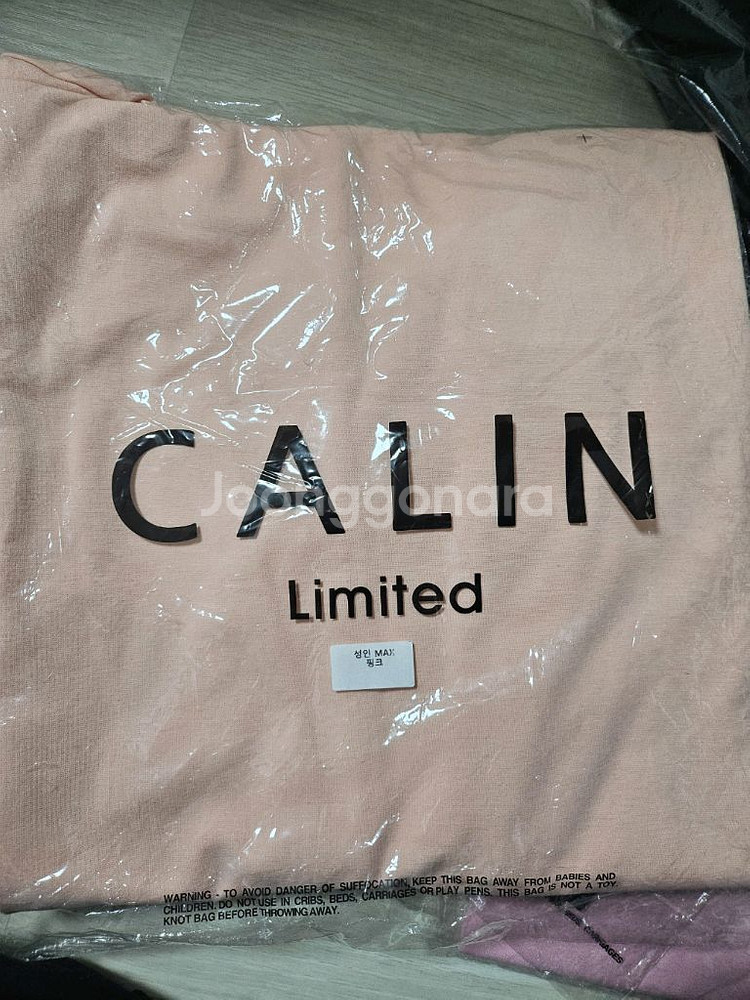 CALIN
Joonggonara
Limited
성인 MAX
핑크
WARNING - TO AVOID DANGER OF SUFFOCATION, KEEP THIS BAG AWAY FROM BABIES AND
CHILDREN. DO NOT USE IN CRIBS, BEDS, CARRIAGES OR PLAY PENS. THIS BAG IS NOT A TOY.
KNOT BAG BEFORE THROWING AWAY.